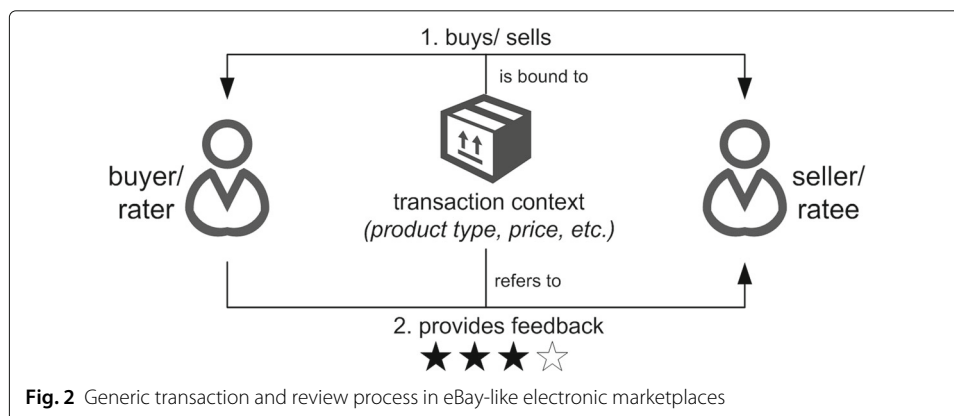 1. buys/ sells
is bound to
buyer/
rater
transaction context
(product type, price, etc.)
seller/
ratee
refers to
2. provides feedback
Fig. 2 Generic transaction and review process in eBay-like electronic marketplaces